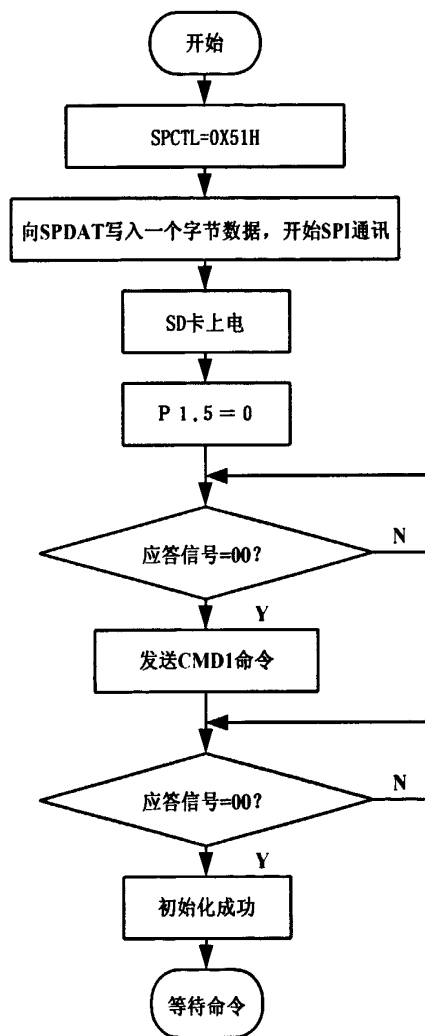 开始
SPCTL=0X51H
向SPDAT写入一个字节数据，开始SPI通讯
SD卡上电
P 1.5 = 0
应答信号=00?
N
Y
发送CMD1命令
应答信号=00?
N
Y
初始化成功
等待命令